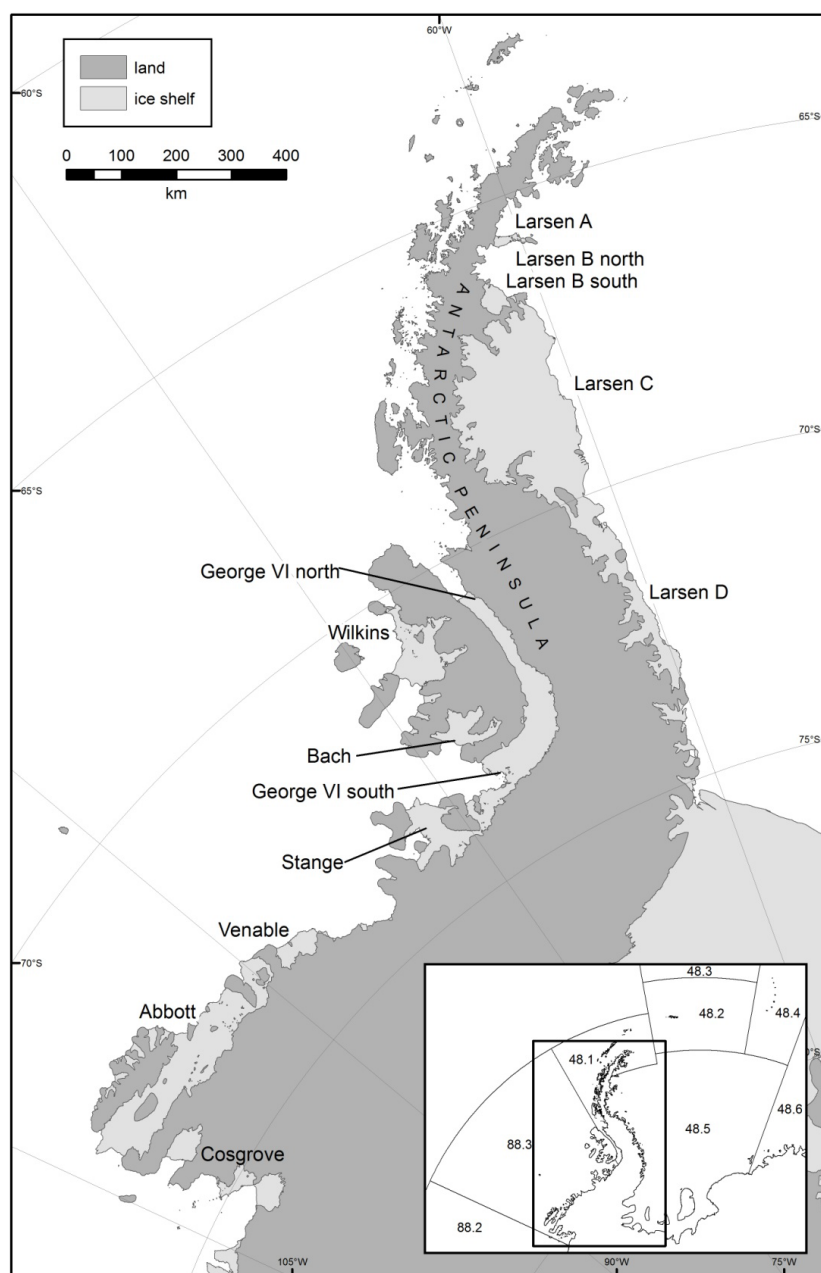 60°W
60°S
land
ice shelf
0 100 200 300 400
km
65°S
Larsen A
Larsen B north
Larsen B south
ANTARCTIC PENINSULA
Larsen C
70°S
65°S
George VI north
Larsen D
Wilkins
Bach
75°S
George VI south
Stange
Venable
70°S
Abbott
Cosgrove
48.3
48.2
48.4
48.1
48.6
48.5
88.3
88.2
105°W
90°W
75°W